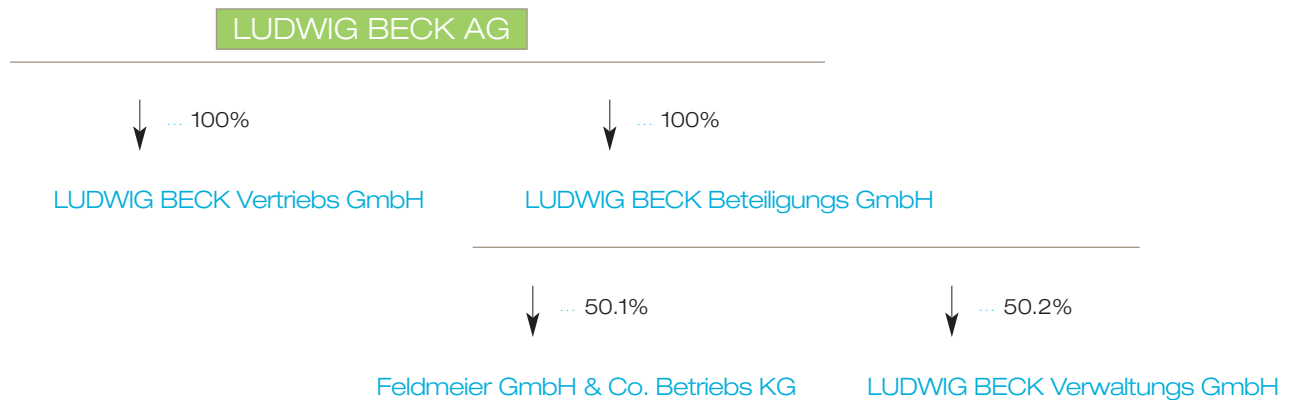 LUDWIG BECK AG
... 100% ... 100%
LUDWIG BECK Vertriebs GmbH LUDWIG BECK Beteiligungs GmbH
... 50.1% ... 50.2%
Feldmeier GmbH & Co. Betriebs KG LUDWIG BECK Verwaltungs GmbH